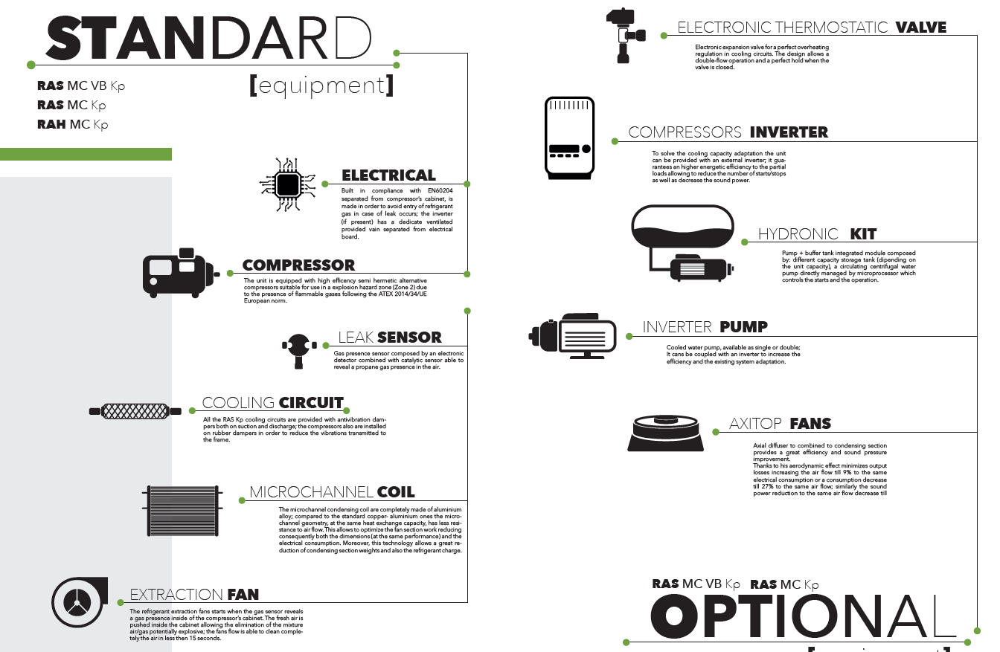 STANDARD
[equipment]
RAS MC VB Kp
RAS MC Kp
RAH MC Kp
ELECTRICAL
Built in compliance with EN60204
separated from compressor's cabinet, is
made in order to avoid entry of refrigerant
gas in case of leak occurs; the inverter
(if present) has a dedicate ventilated
provided vain separated from electrical
board.
COMPRESSOR
The unit is equipped with high efficency semi hermetic alternative
compressors suitable for use in a explosion hazard zone (Zone 2) due
to the presence of flammable gases following the ATEX 2014/34/UE
European norm.
LEAK SENSOR
Gas presence sensor composed by an electronic
detector combined with catalytic sensor able to
reveal a propane gas presence in the air.
COOLING CIRCUIT
All the RAS Kp cooling circuits are provided with antivibration dam-
pers both on suction and discharge; the compressors also are installed
on rubber dampers in order to reduce the vibrations transmitted to
the frame.
MICROCHANNEL COIL
The microchannel condensing coil are completely made of aluminium
alloy; compared to the standard copper- aluminium ones the micro-
channel geometry, at the same heat exchange capacity, has less resi-
stance to air flow. This allows to optimize the fan section work reducing
consequently both the dimensions (at the same performance) and the
electrical consumption. Moreover, this technology allows a great re-
duction of condensing section weights and also the refrigerant charge.
EXTRACTION FAN
The refrigerant extraction fans starts when the gas sensor reveals
a gas presence inside of the compressor's cabinet. The fresh air is
pushed inside the cabinet allowing the elimination of the mixture
air/gas potentially explosive; the fans flow is able to clean comple-
tely the air in less then 15 seconds.
ELECTRONIC THERMOSTATIC VALVE
Electronic expansion valve for a perfect overheating
regulation in cooling circuits. The design allows a
double-flow operation and a perfect hold when the
valve is closed.
COMPRESSORS INVERTER
To solve the cooling capacity adaptation the unit
can be provided with an external inverter; it gua-
rantees an higher energetic efficiency to the partial
loads allowing to reduce the number of starts/stops
as well as decrease the sound power.
HYDRONIC KIT
Pump + buffer tank integrated module composed
by: different capacity storage tank (dipending on
the unit capacity), a circulating centrifugal water
pump directly managed by microprocessor which
controls the starts and the operation.
INVERTER PUMP
Cooled water pump, available as single or double;
It cans be coupled with an inverter to increase the
efficiency and the existing system adaptation.
AXITOP FANS
Axial diffuser to combined to condensing section
provides a great efficiency and sound pressure
improvement.
Thanks to his aerodynamic effect minimizes output
losses increasing the air flow till 9% to the same
electrical consumption or a consumption decrease
till 27% to the same air flow; similarly the sound
power reduction to the same air flow decrease till
RAS MC VB Kp RAS MC Kp
OPTIONAL